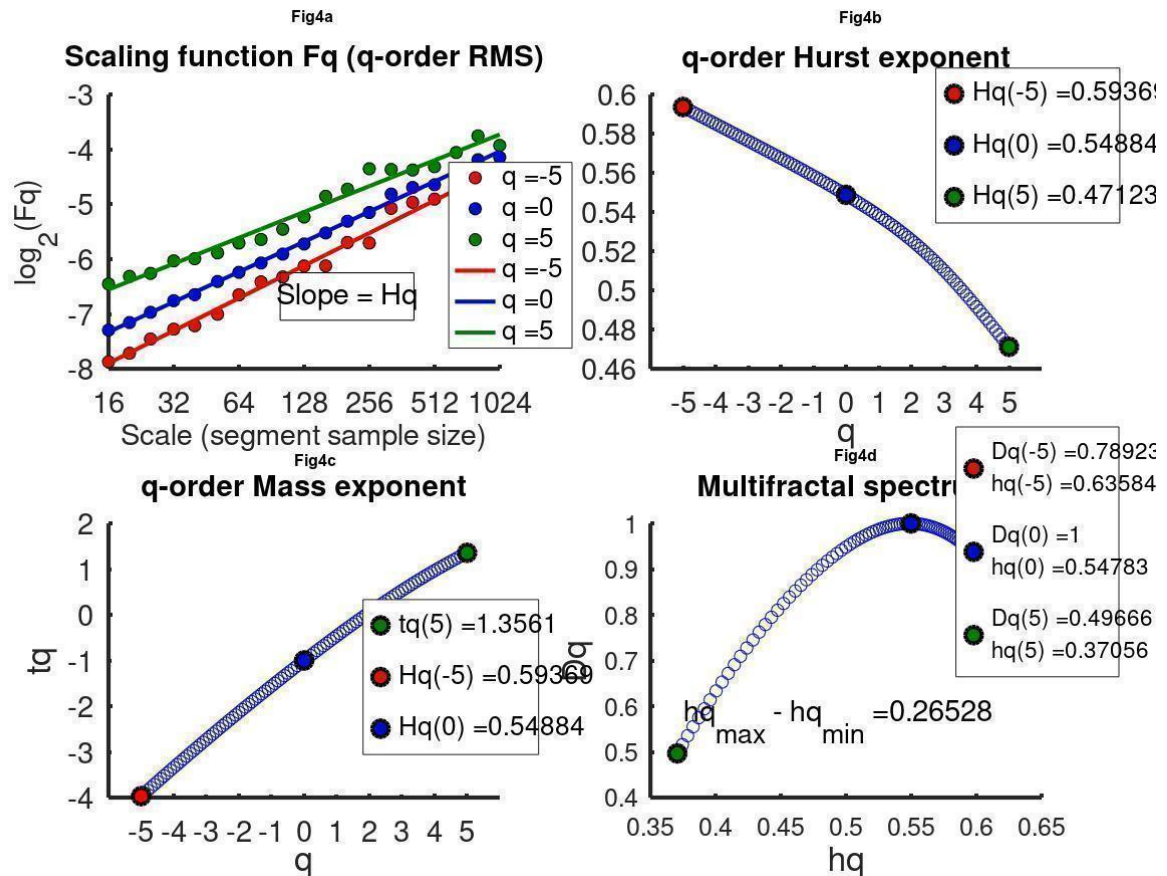 Fig4a
Scaling function Fq (q-order RMS)
-3
-4
-5
-6
-7
-8
log2(Fq)
q =-5
q =0
q =5
q =-5
q =0
q =5
Slope = Hq
16 32 64 128 256 512 1024
Scale (segment sample size)
Fig4b
q-order Hurst exponent
Hq(-5) =0.59369
Hq(0) =0.54884
Hq(5) =0.47123
0.6
0.58
0.56
0.54
0.52
0.5
0.48
0.46
-5 -4 -3 -2 -1 0 1 2 3 4 5
q
Fig4c
q-order Mass exponent
2
1
0
-1
-2
-3
-4
tq
tq(5) =1.3561
Hq(-5) =0.59369
Hq(0) =0.54884
-5 -4 -3 -2 -1 0 1 2 3 4 5
q
Fig4d
Multifractal spectru
Dq(-5) =0.78923
hq(-5) =0.63584
Dq(0) =1
hq(0) =0.54783
Dq(5) =0.49666
hq(5) =0.37056
1
0.9
0.8
0.7
0.6
0.5
0.4
Dq
hqmax - hqmin =0.26528
0.35 0.4 0.45 0.5 0.55 0.6 0.65
hq